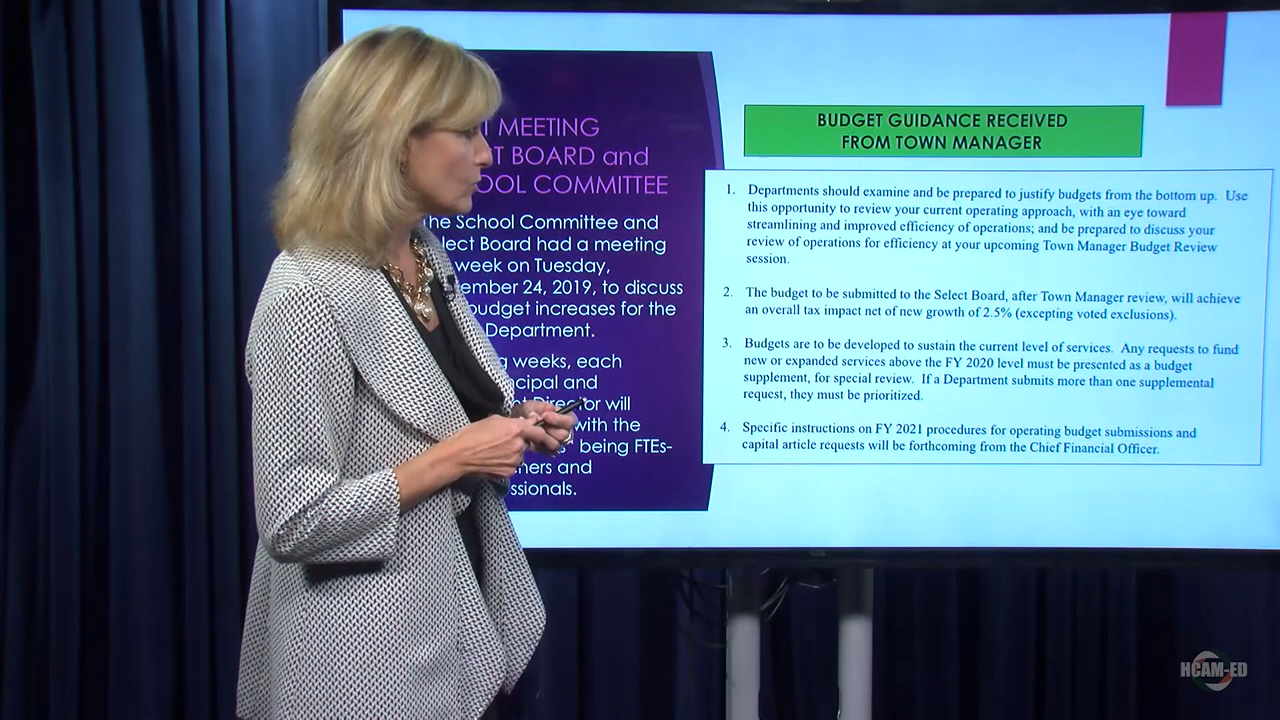 MEETING
BOARD and
COMMITTEE
The School Committee and
Board had a meeting
week on Tuesday,
24, 2019, to discuss
budget increases for the
Department.
weeks, each
and
Director will
with the
being FTEs-
and
BUDGET GUIDANCE RECEIVED
FROM TOWN MANAGER
1. Departments should examine and be prepared to justify budgets from the bottom up. Use
this opportunity to review your current operating approach, with an eye toward
streamlining and improved efficiency of operations; and be prepared to discuss your
review of operations for efficiency at your upcoming Town Manager Budget Review
session.
2. The budget to be submitted to the Select Board, after Town Manager review, will achieve
an overall tax impact net of new growth of 2.5% (excepting voted exclusions).
3. Budgets are to be developed to sustain the current level of services. Any requests to fund
new or expanded services above the FY 2020 level must be presented as a budget
supplement, for special review. If a Department submits more than one supplemental
request, they must be prioritized.
4. Specific instructions on FY 2021 procedures for operating budget submissions and
capital article requests will be forthcoming from the Chief Financial Officer.
HCAM-ED